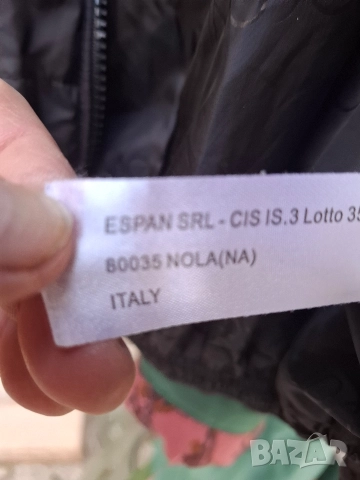 ESPAN SRL - CIS IS.3 Lotto 35
80035 NOLA(NA)
ITALY
BAZAR